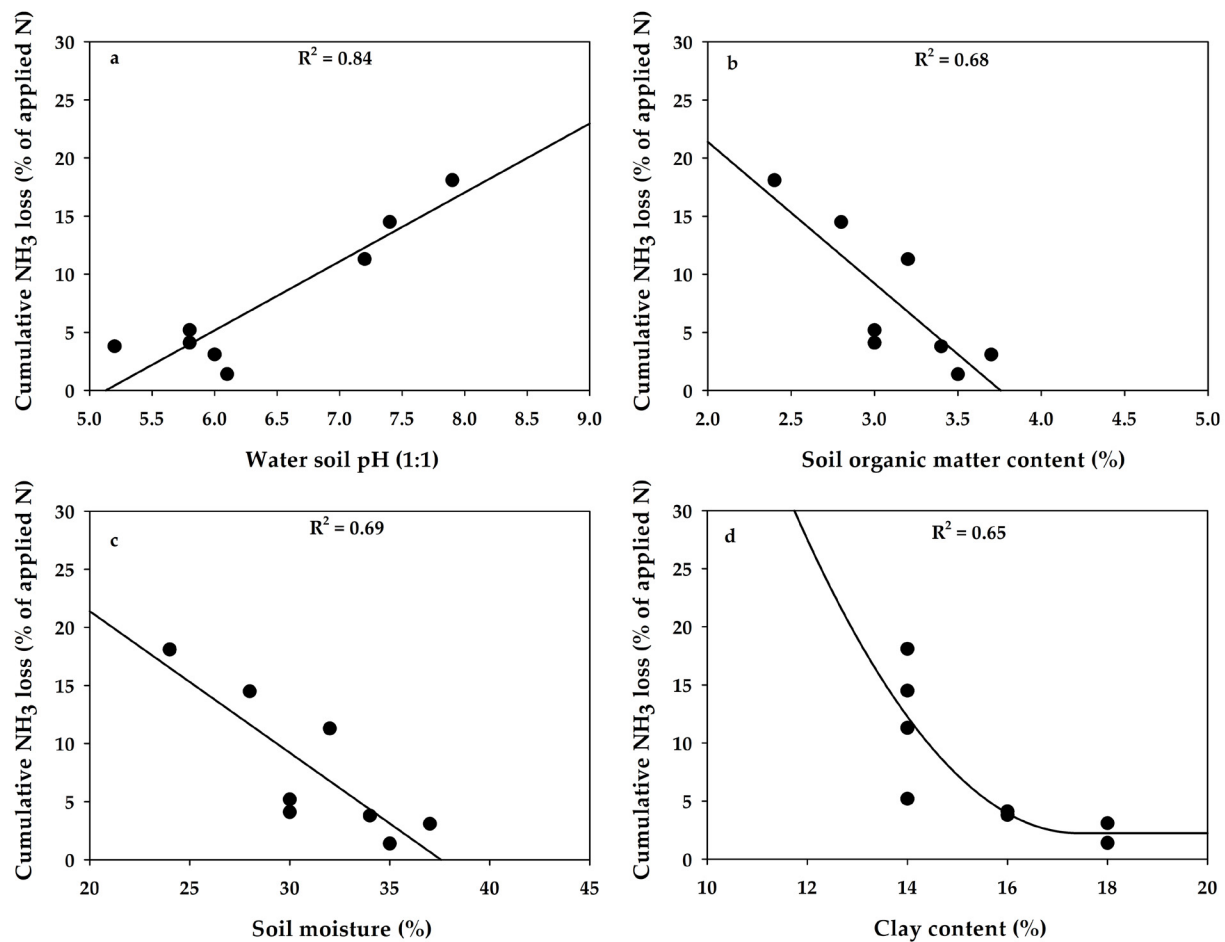 Cumulative NH3 loss (% of applied N)
30
25
20
15
10
5
0
a
R2 = 0.84
5.0 5.5 6.0 7.0 7.5 8.0 8.5 9.0
Water soil pH (1:1)
Cumulative NH3 loss (% of applied N)
30
25
20
15
10
5
0
b
R2 = 0.68
2.0 2.5 3.0 3.5 4.0 4.5 5.0
Soil organic matter content (%)
Cumulative NH3 loss (% of applied N)
30
25
20
15
10
5
0
c
R2 = 0.69
20 25 30 35 40 45
Soil moisture (%)
Cumulative NH3 loss (% of applied N)
30
25
20
15
10
5
0
d
R2 = 0.65
10 12 14 16 18 20
Clay content (%)